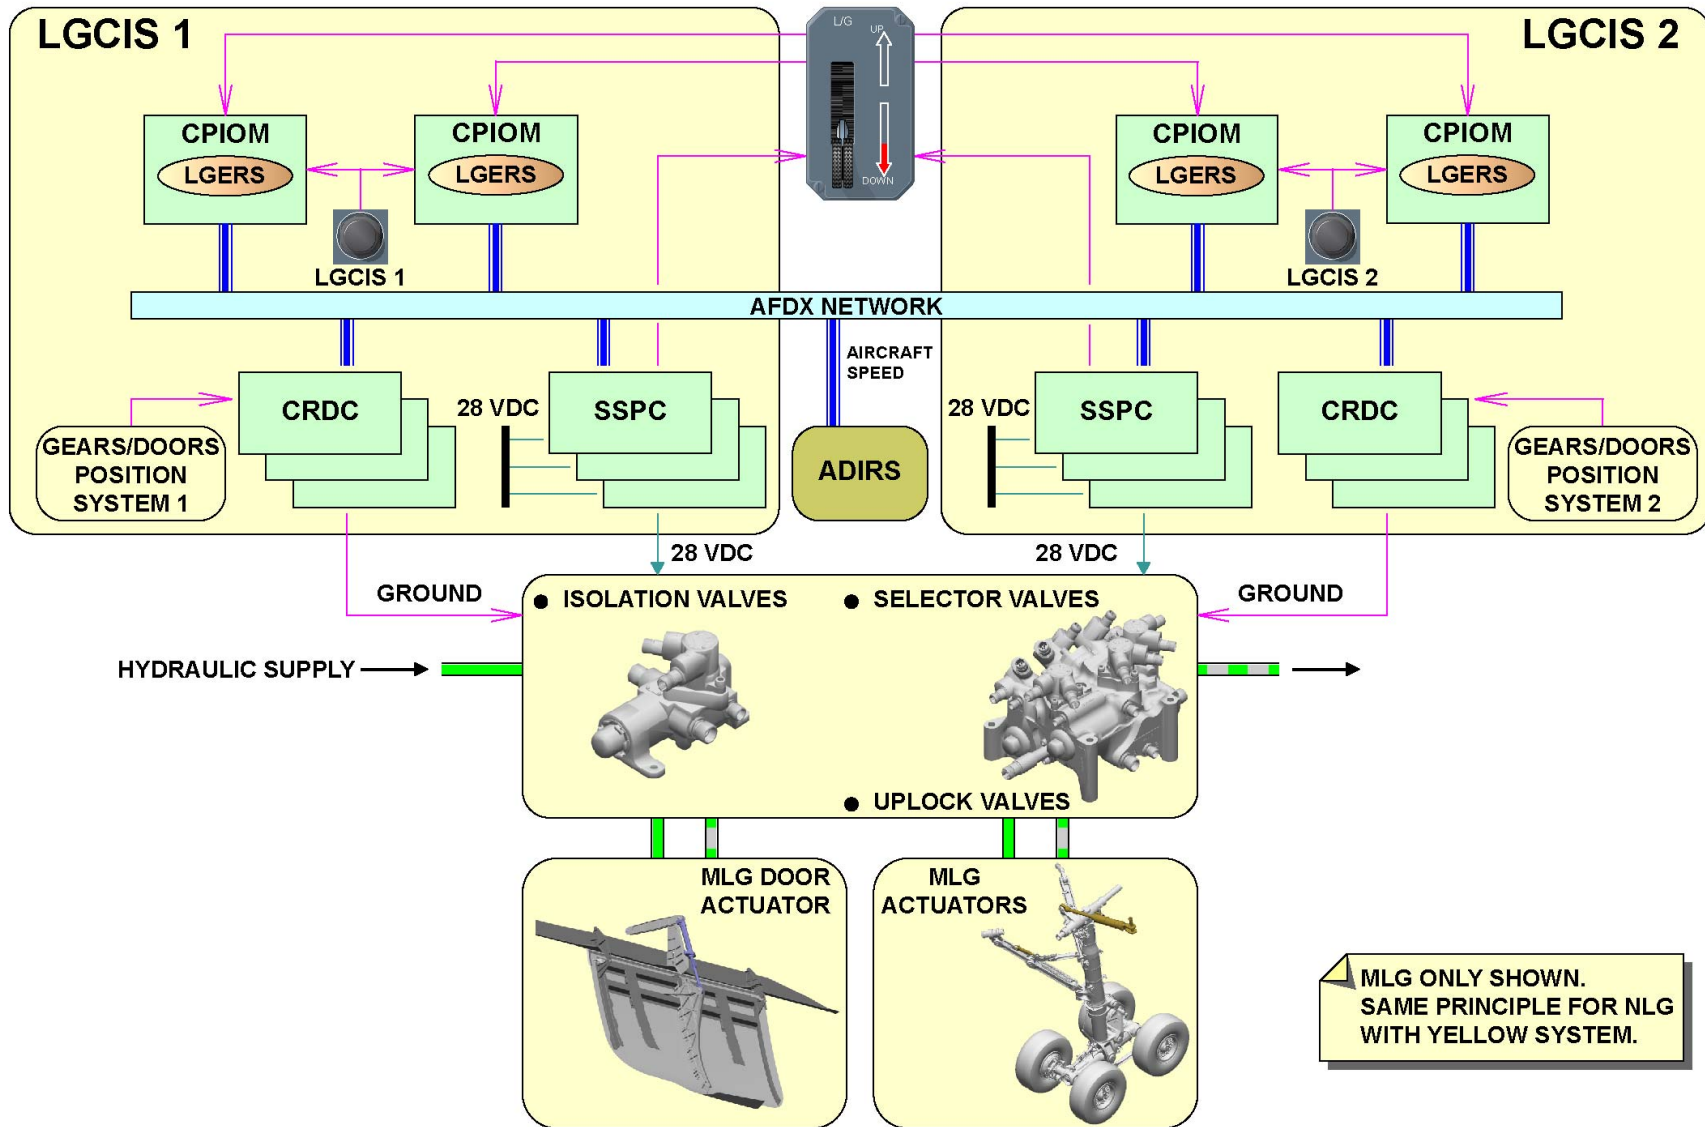 LGCIS 1
L/G
UP
DOWN
LGCIS 2
CPIOM
LGERS
CPIOM
LGERS
CPIOM
LGERS
CPIOM
LGERS
LGCIS 1
LGCIS 2
AFDX NETWORK
AIRCRAFT
SPEED
CRDC
28 VDC
SSPC
28 VDC
SSPC
CRDC
GEARS/DOORS
POSITION
SYSTEM 1
ADIRS
GEARS/DOORS
POSITION
SYSTEM 2
28 VDC
28 VDC
GROUND
GROUND
ISOLATION VALVES
SELECTOR VALVES
HYDRAULIC SUPPLY
UPLOCK VALVES
MLG DOOR
ACTUATOR
MLG
ACTUATORS
MLG ONLY SHOWN.
SAME PRINCIPLE FOR NLG
WITH YELLOW SYSTEM.